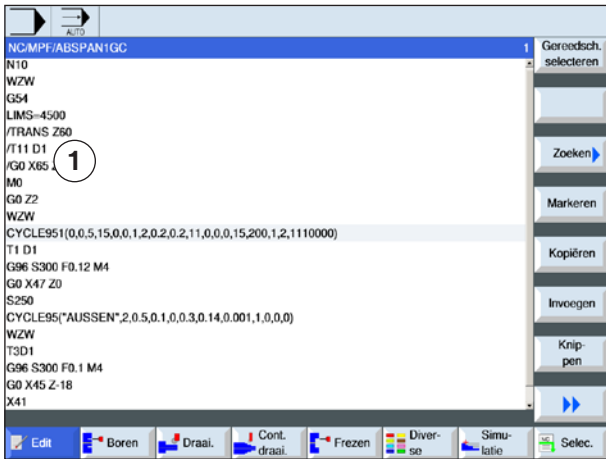 AUTO
NC/MPF/ABSPAN1GC 1
N10
WZW
G54
LIMS=4500
/TRANS Z60
/T11 D1
/G0 X65
1
M0
G0 Z2
WZW
CYCLE951(0,0,5,15,0,0,1,2,0.2,0.2,11,0,0,0,15,200,1,2,1110000)
T1 D1
G96 S300 F0.12 M4
G0 X47 Z0
S250
CYCLE95("AUSSEN",2,0.5,0.1,0,0.3,0.14,0.001,1,0,0,0)
WZW
T3D1
G96 S300 F0.1 M4
G0 X45 Z-18
X41
Gereedsch.
selecteren
Zoeken
Markeren
Kopiëren
Invoegen
Knip-
pen
Edit
Boren
Draai.
Cont.
draai.
Frezen
Diver-
se
Simu-
latie
NC
Selec.